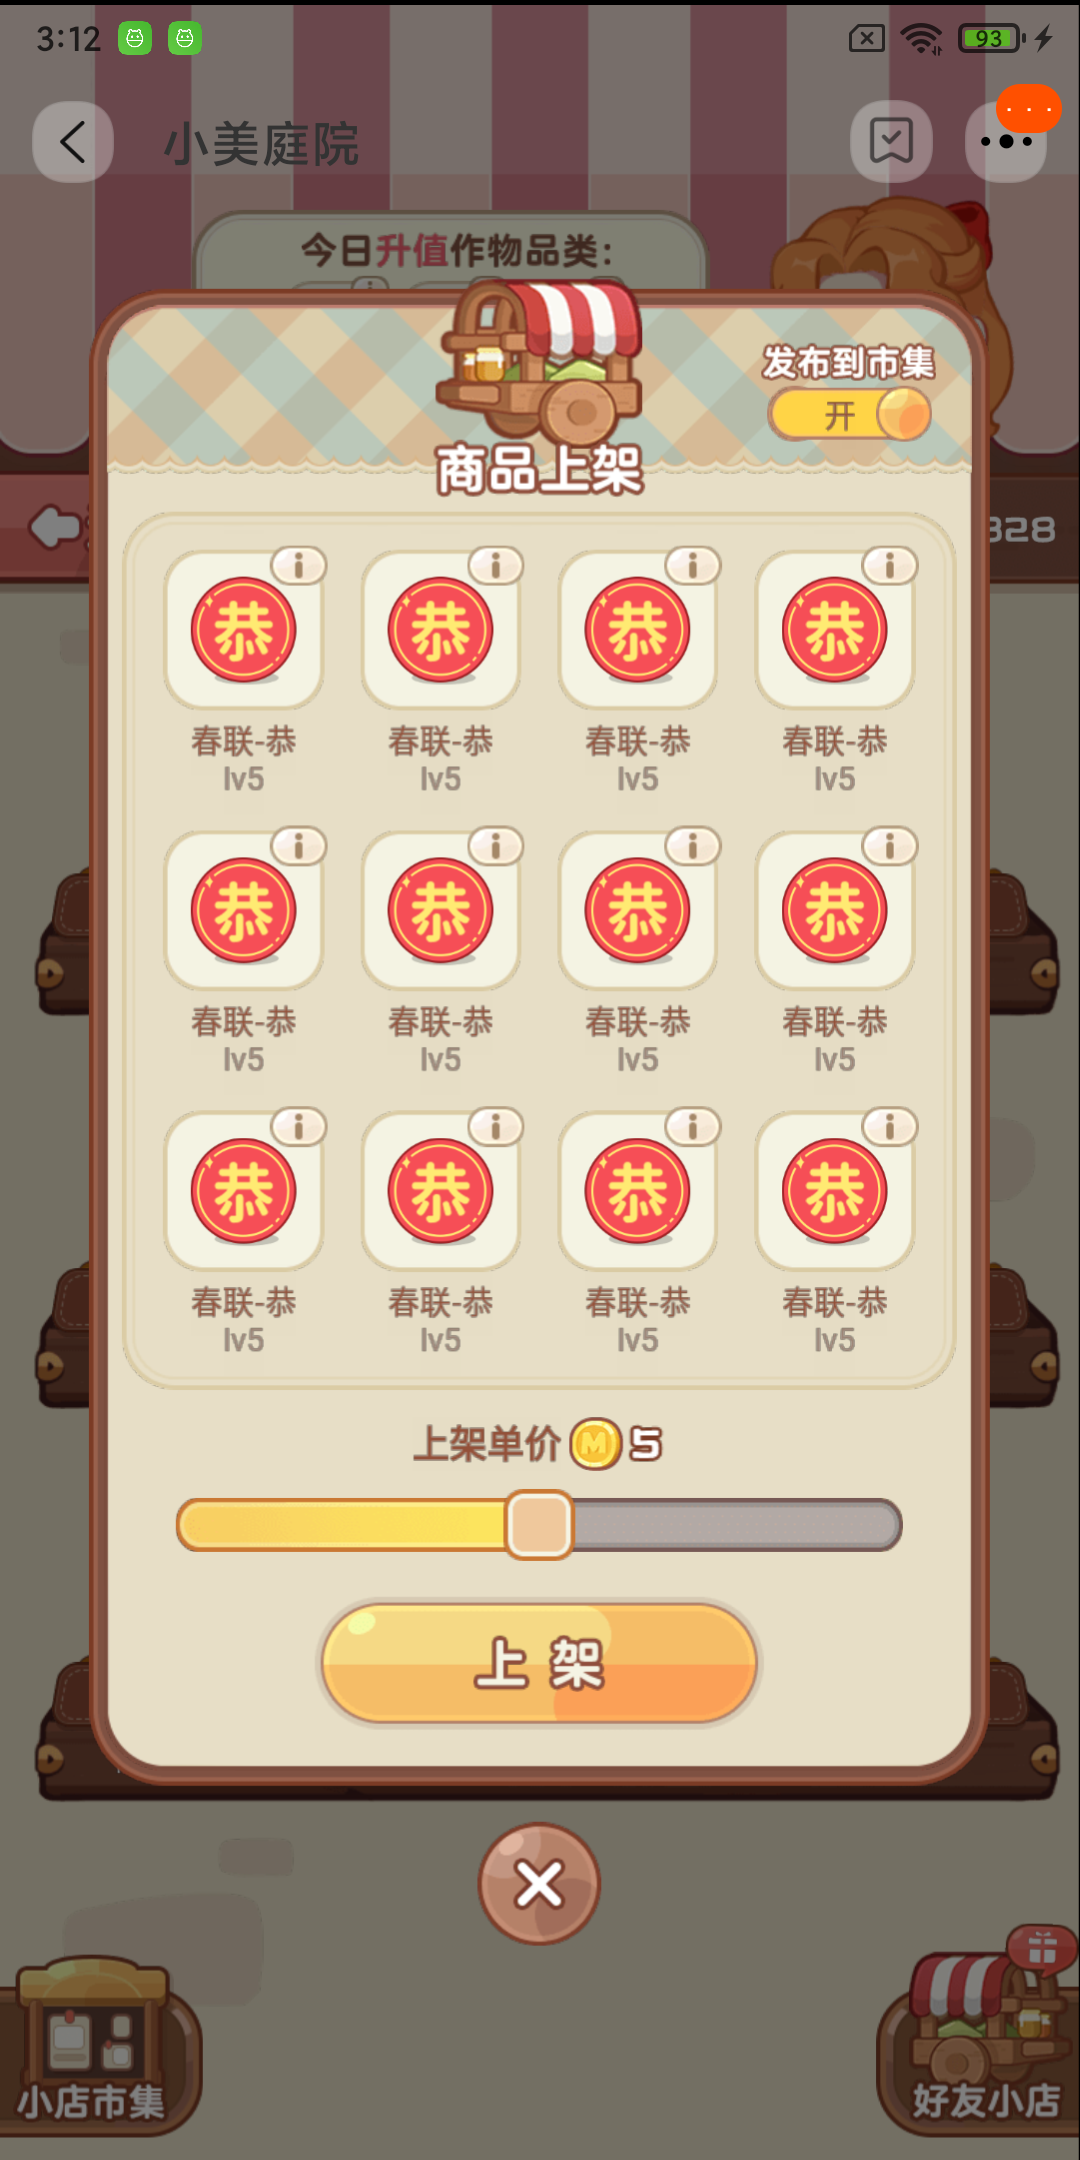 3:12
93
小美庭院
今日升值作物品类:
发布到市集
开
商品上架
328
恭 恭 恭 恭
春联-恭 春联-恭 春联-恭 春联-恭
lv5 lv5 lv5 lv5
恭 恭 恭 恭
春联-恭 春联-恭 春联-恭 春联-恭
lv5 lv5 lv5 lv5
恭 恭 恭 恭
春联-恭 春联-恭 春联-恭 春联-恭
lv5 lv5 lv5 lv5
上架单价 M 5
上架
小店市集
好友小店